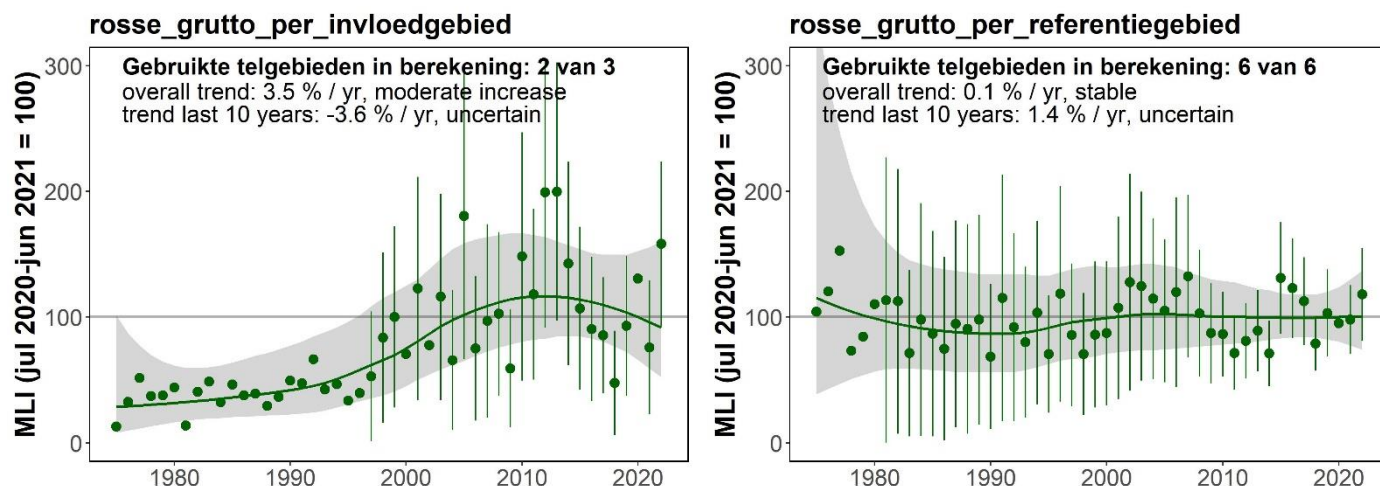 rosse_grutto_per_invloedgebied
Gebruikte telgebieden in berekening: 2 van 3
overall trend: 3.5 % / yr, moderate increase
trend last 10 years: -3.6 % / yr, uncertain
MLI (jul 2020-jun 2021 = 100)
300
200
100
0
1980
1990
2000
2010
2020
rosse_grutto_per_referentiegebied
Gebruikte telgebieden in berekening: 6 van 6
overall trend: 0.1 % / yr, stable
trend last 10 years: 1.4 % / yr, uncertain
MLI (jul 2020-jun 2021 = 100)
300
200
100
0
1980
1990
2000
2010
2020